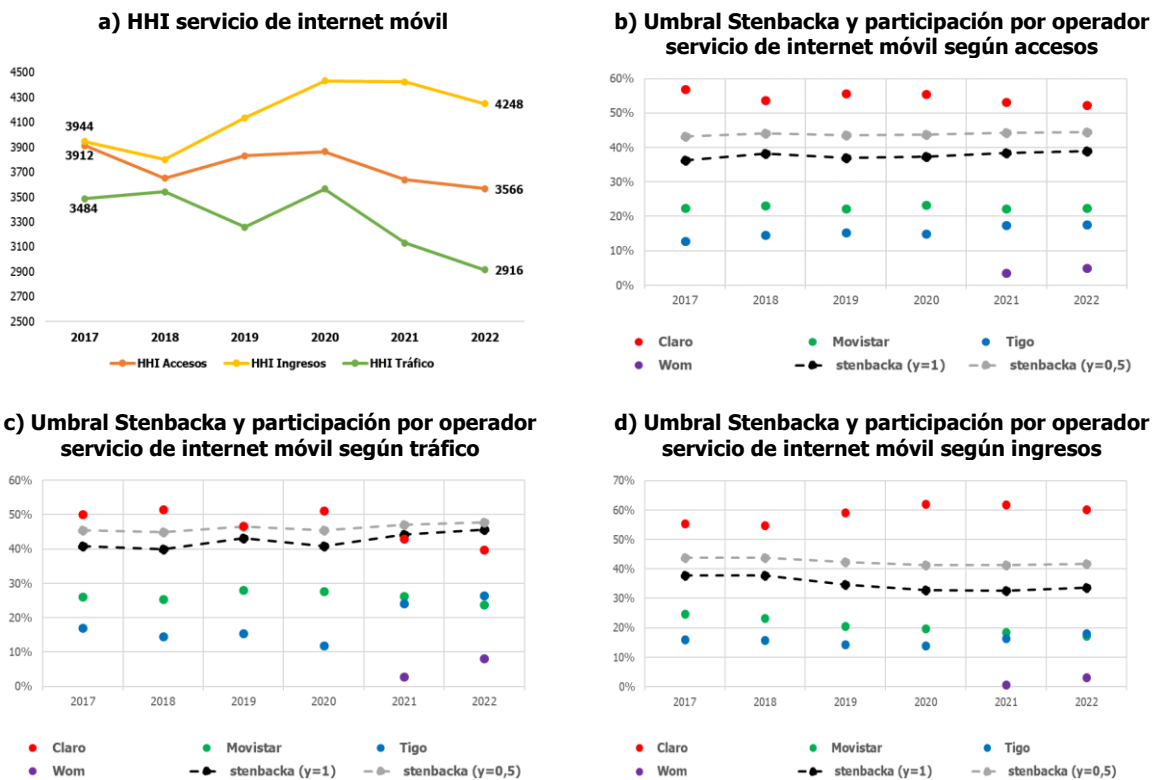 a) HHI servicio de internet móvil
4500
4300
4100
3900
3700
3500
3300
3100
2900
2700
2500
3944
3912
3484
4248
3566
2916
2017 2018 2019 2020 2021 2022
HHI Accesos HHI Ingresos HHI Tráfico
b) Umbral Stenbacka y participación por operador
servicio de internet móvil según accesos
60%
50%
40%
30%
20%
10%
0%
2017 2018 2019 2020 2021 2022
Claro Movistar Tigo
Wom stenbacka (y=1) stenbacka (y=0,5)
c) Umbral Stenbacka y participación por operador
servicio de internet móvil según tráfico
60%
50%
40%
30%
20%
10%
0%
2017 2018 2019 2020 2021 2022
Claro Movistar Tigo
Wom stenbacka (y=1) stenbacka (y=0,5)
d) Umbral Stenbacka y participación por operador
servicio de internet móvil según ingresos
70%
60%
50%
40%
30%
20%
10%
0%
2017 2018 2019 2020 2021 2022
Claro Movistar Tigo
Wom stenbacka (y=1) stenbacka (y=0,5)